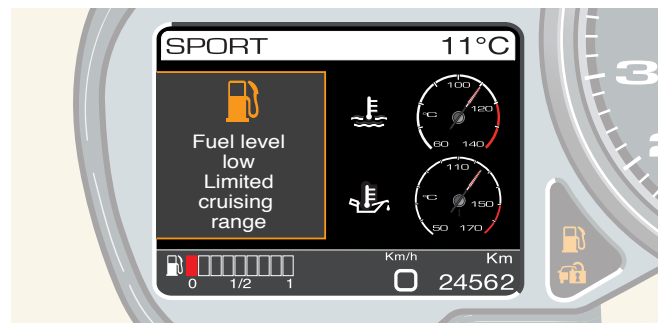 SPORT 11°C
Fuel level
low
Limited
cruising
range
100
120
°C
60 140
110
°C
150
50 170
0 1/2 1
Km/h
0
Km
24562
3